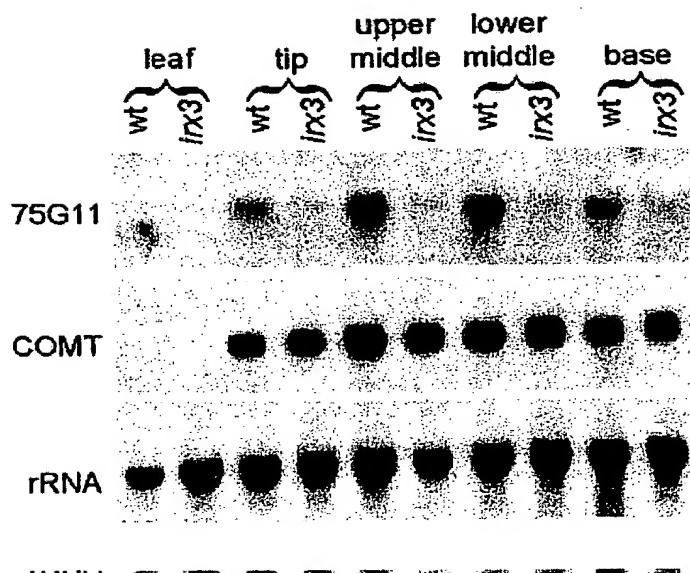 upper lower
leaf tip middle middle base
wt irx3 wt irx3 wt irx3 wt irx3 wt irx3
75G11
COMT
rRNA